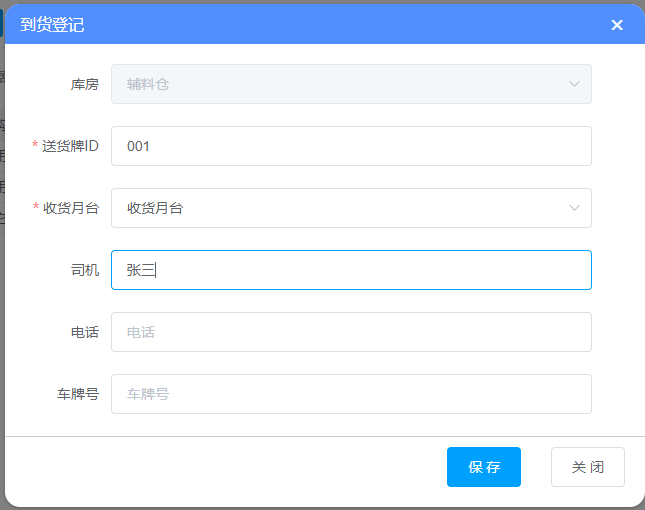 到货登记
库房 辅料仓
* 送货牌ID 001
* 收货月台 收货月台
司机 张三
电话 电话
车牌号 车牌号
保存 关闭